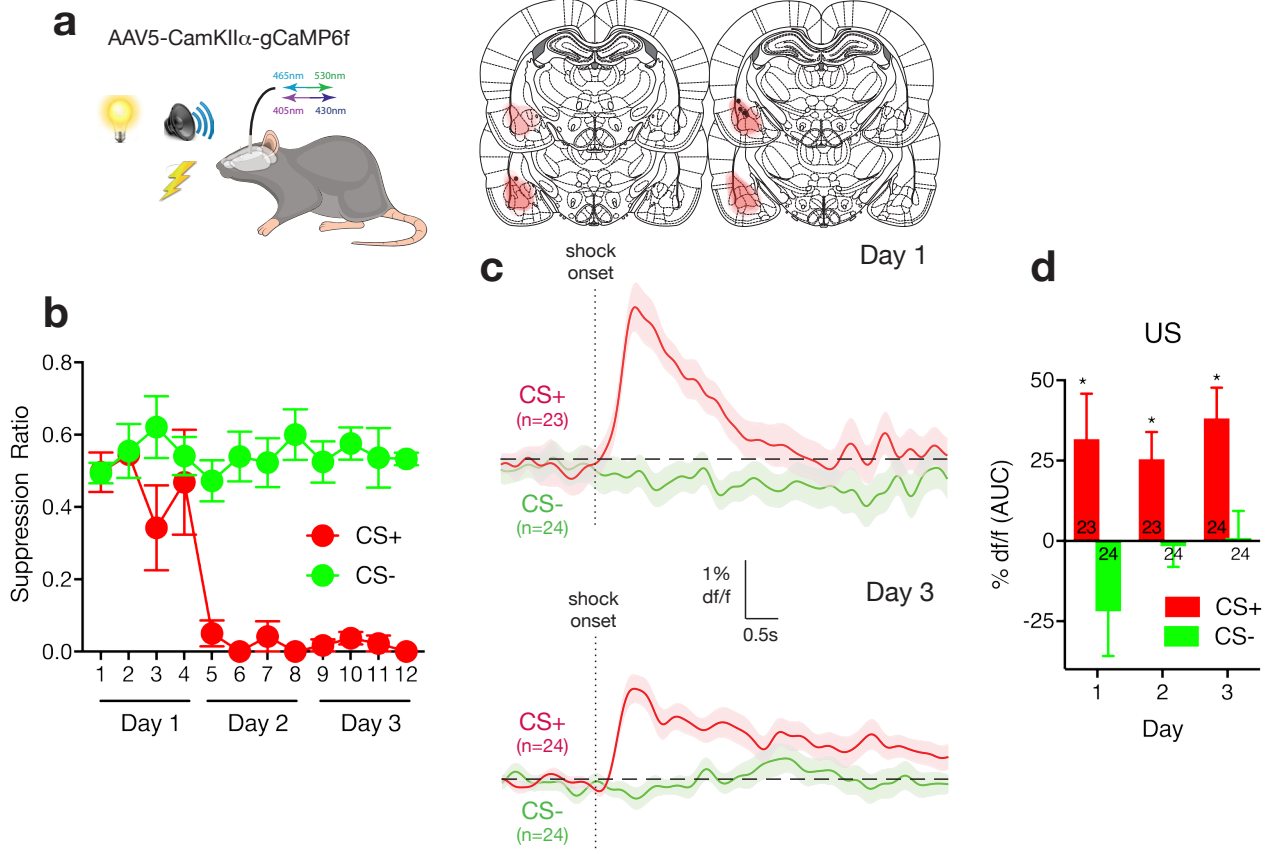 a
AAV5-CamKIIα-gCaMP6f
465nm 530nm
405nm 430nm
b
0.8
0.6
0.4
0.2
0.0
Suppression Ratio
CS+
CS-
1 2 3 4 5 6 7 8 9 10 11 12
Day 1 Day 2 Day 3
c
shock
onset
Day 1
CS+
(n=23)
CS-
(n=24)
1%
df/f
0.5s
shock
onset
Day 3
CS+
(n=24)
CS-
(n=24)
d
US
50
25
0
-25
% df/f (AUC)
* * *
23 23 24
24 24 24
CS+
CS-
1 2 3
Day